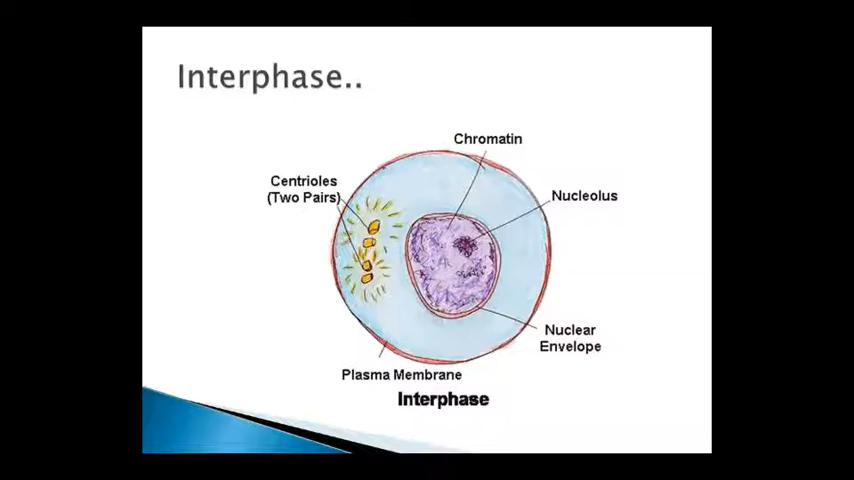 Interphase..
Chromatin
Centrioles
(Two Pairs)
Nucleolus
Nuclear
Envelope
Plasma Membrane
Interphase